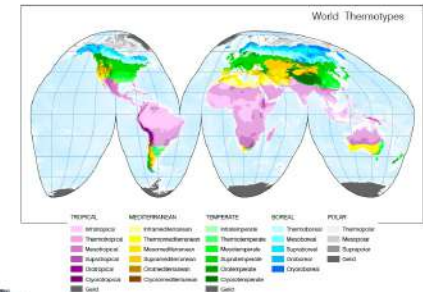 World Thermotypes
TROPICAL
Infratropical
Thermotropical
Mesotropical
Supratropical
Orotropical
Cryorotropical
Gelid
MEDITERRANEAN
Inframediterranean
Thermomediterranean
Mesomediterranean
Supramediterranean
Oromediterranean
Cryoromediterranean
TEMPERATE
Infratemperate
Thermotemperate
Mesotemperate
Supratemperate
Orotemperate
Cryorotemperate
Gelid
BOREAL
Thermoboreal
Mesoboreal
Supraboreal
Oroboreal
Cryoroboreal
POLAR
Thermopolar
Mesopolar
Suprapolar
Gelid